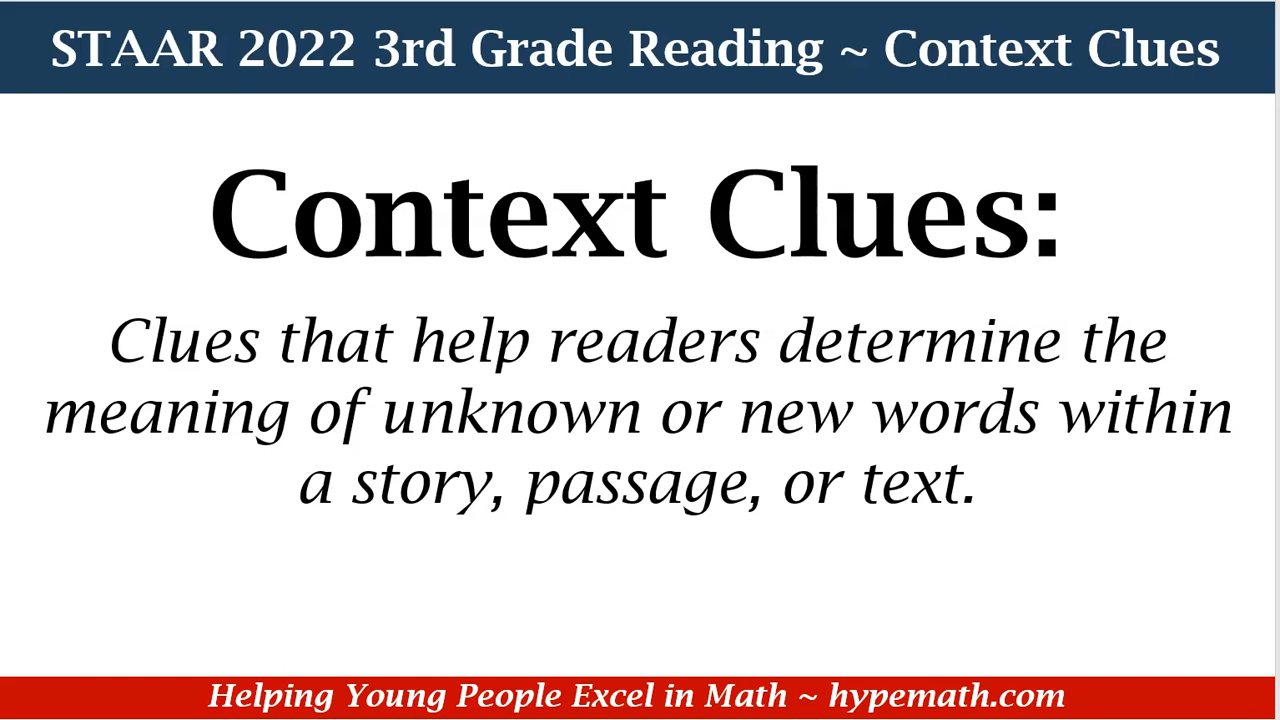 STAAR 2022 3rd Grade Reading ~ Context Clues
Context Clues:
Clues that help readers determine the
meaning of unknown or new words within
a story, passage, or text.
Helping Young People Excel in Math ~ hypemath.com